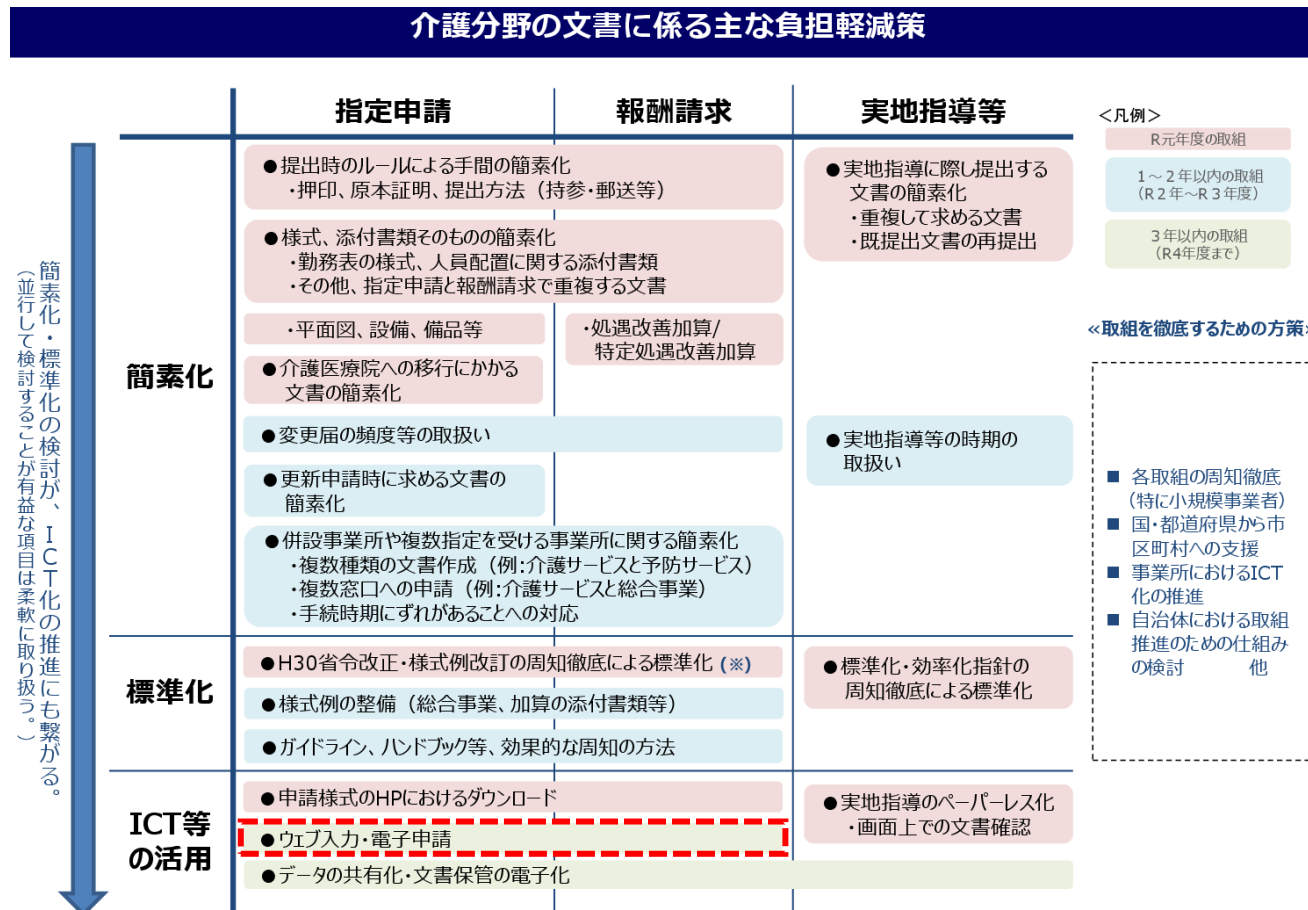 介護分野の文書に係る主な負担軽減策
指定申請
報酬請求
実地指導等
簡素化・標準化の検討が、ICT化の推進にも繋がる。
（並行して検討することが有益な項目は柔軟に取り扱う。）
簡素化
●提出時のルールによる手間の簡素化
・押印、原本証明、提出方法（持参・郵送等）
●様式、添付書類そのものの簡素化
・勤務表の様式、人員配置に関する添付書類
・その他、指定申請と報酬請求で重複する文書
・平面図、設備、備品等
・処遇改善加算/
特定処遇改善加算
●介護医療院への移行にかかる
文書の簡素化
●変更届の頻度等の取扱い
●更新申請時に求める文書の
簡素化
●併設事業所や複数指定を受ける事業所に関する簡素化
・複数種類の文書作成（例：介護サービスと予防サービス）
・複数窓口への申請（例：介護サービスと総合事業）
・手続時期にずれがあることへの対応
●実地指導に際し提出する
文書の簡素化
・重複して求める文書
・既提出文書の再提出
●実地指導等の時期の
取扱い
標準化
●H30省令改正・様式例改訂の周知徹底による標準化（※）
●様式例の整備（総合事業、加算の添付書類等）
●ガイドライン、ハンドブック等、効果的な周知の方法
●標準化・効率化指針の
周知徹底による標準化
ICT等
の活用
●申請様式のHPにおけるダウンロード
●ウェブ入力・電子申請
●データの共有化・文書保管の電子化
●実地指導のペーパーレス化
・画面上での文書確認
＜凡例＞
R元年度の取組
1～2年以内の取組
（R2年～R3年度）
3年以内の取組
（R4年度まで）
≪取組を徹底するための方策≫
■ 各取組の周知徹底
（特に小規模事業者）
■ 国・都道府県から市
区町村への支援
■ 事業所におけるICT
化の推進
■ 自治体における取組
推進のための仕組み
の検討　　他